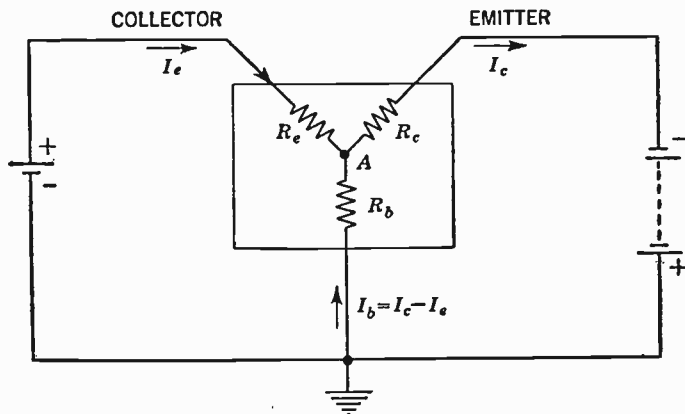 COLLECTOR
EMITTER
I_e
I_c
R_e
R_c
A
R_b
+
-
-
+
I_b=I_c-I_e